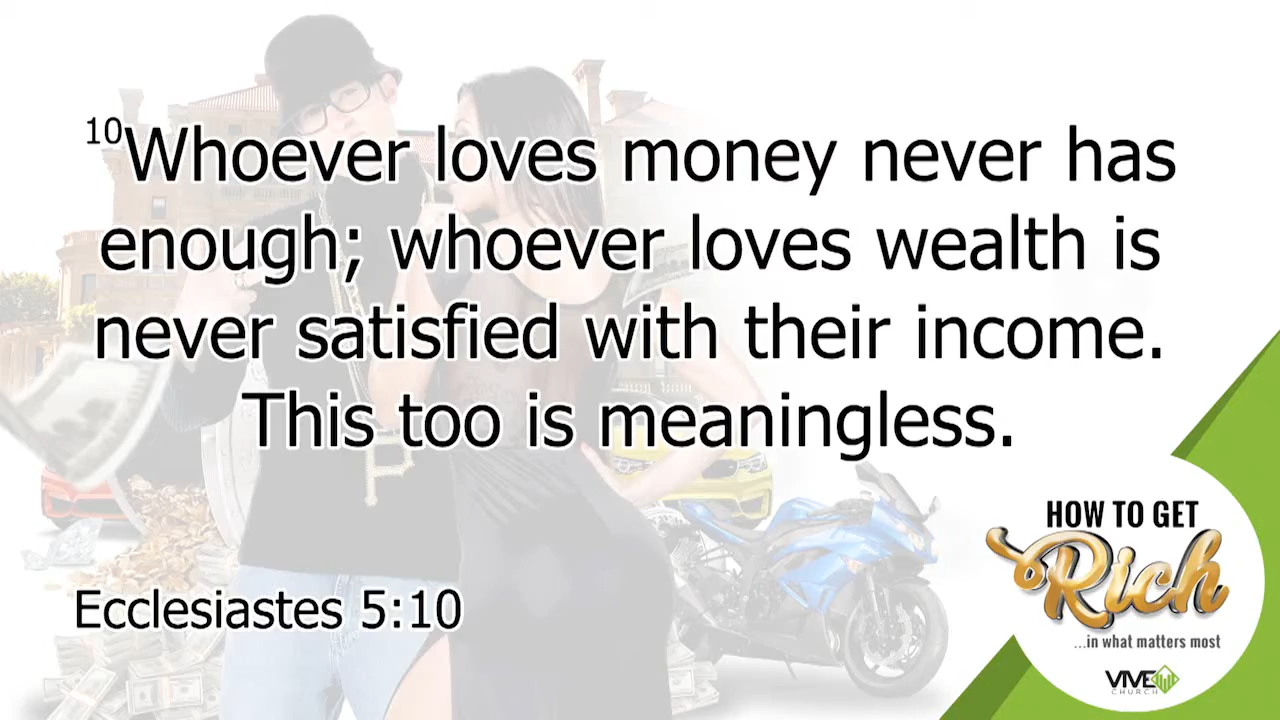 10Whoever loves money never has
enough; whoever loves wealth is
never satisfied with their income.
This too is meaningless.
Ecclesiastes 5:10
HOW TO GET
Rich
...in what matters most
VIVE
CHURCH